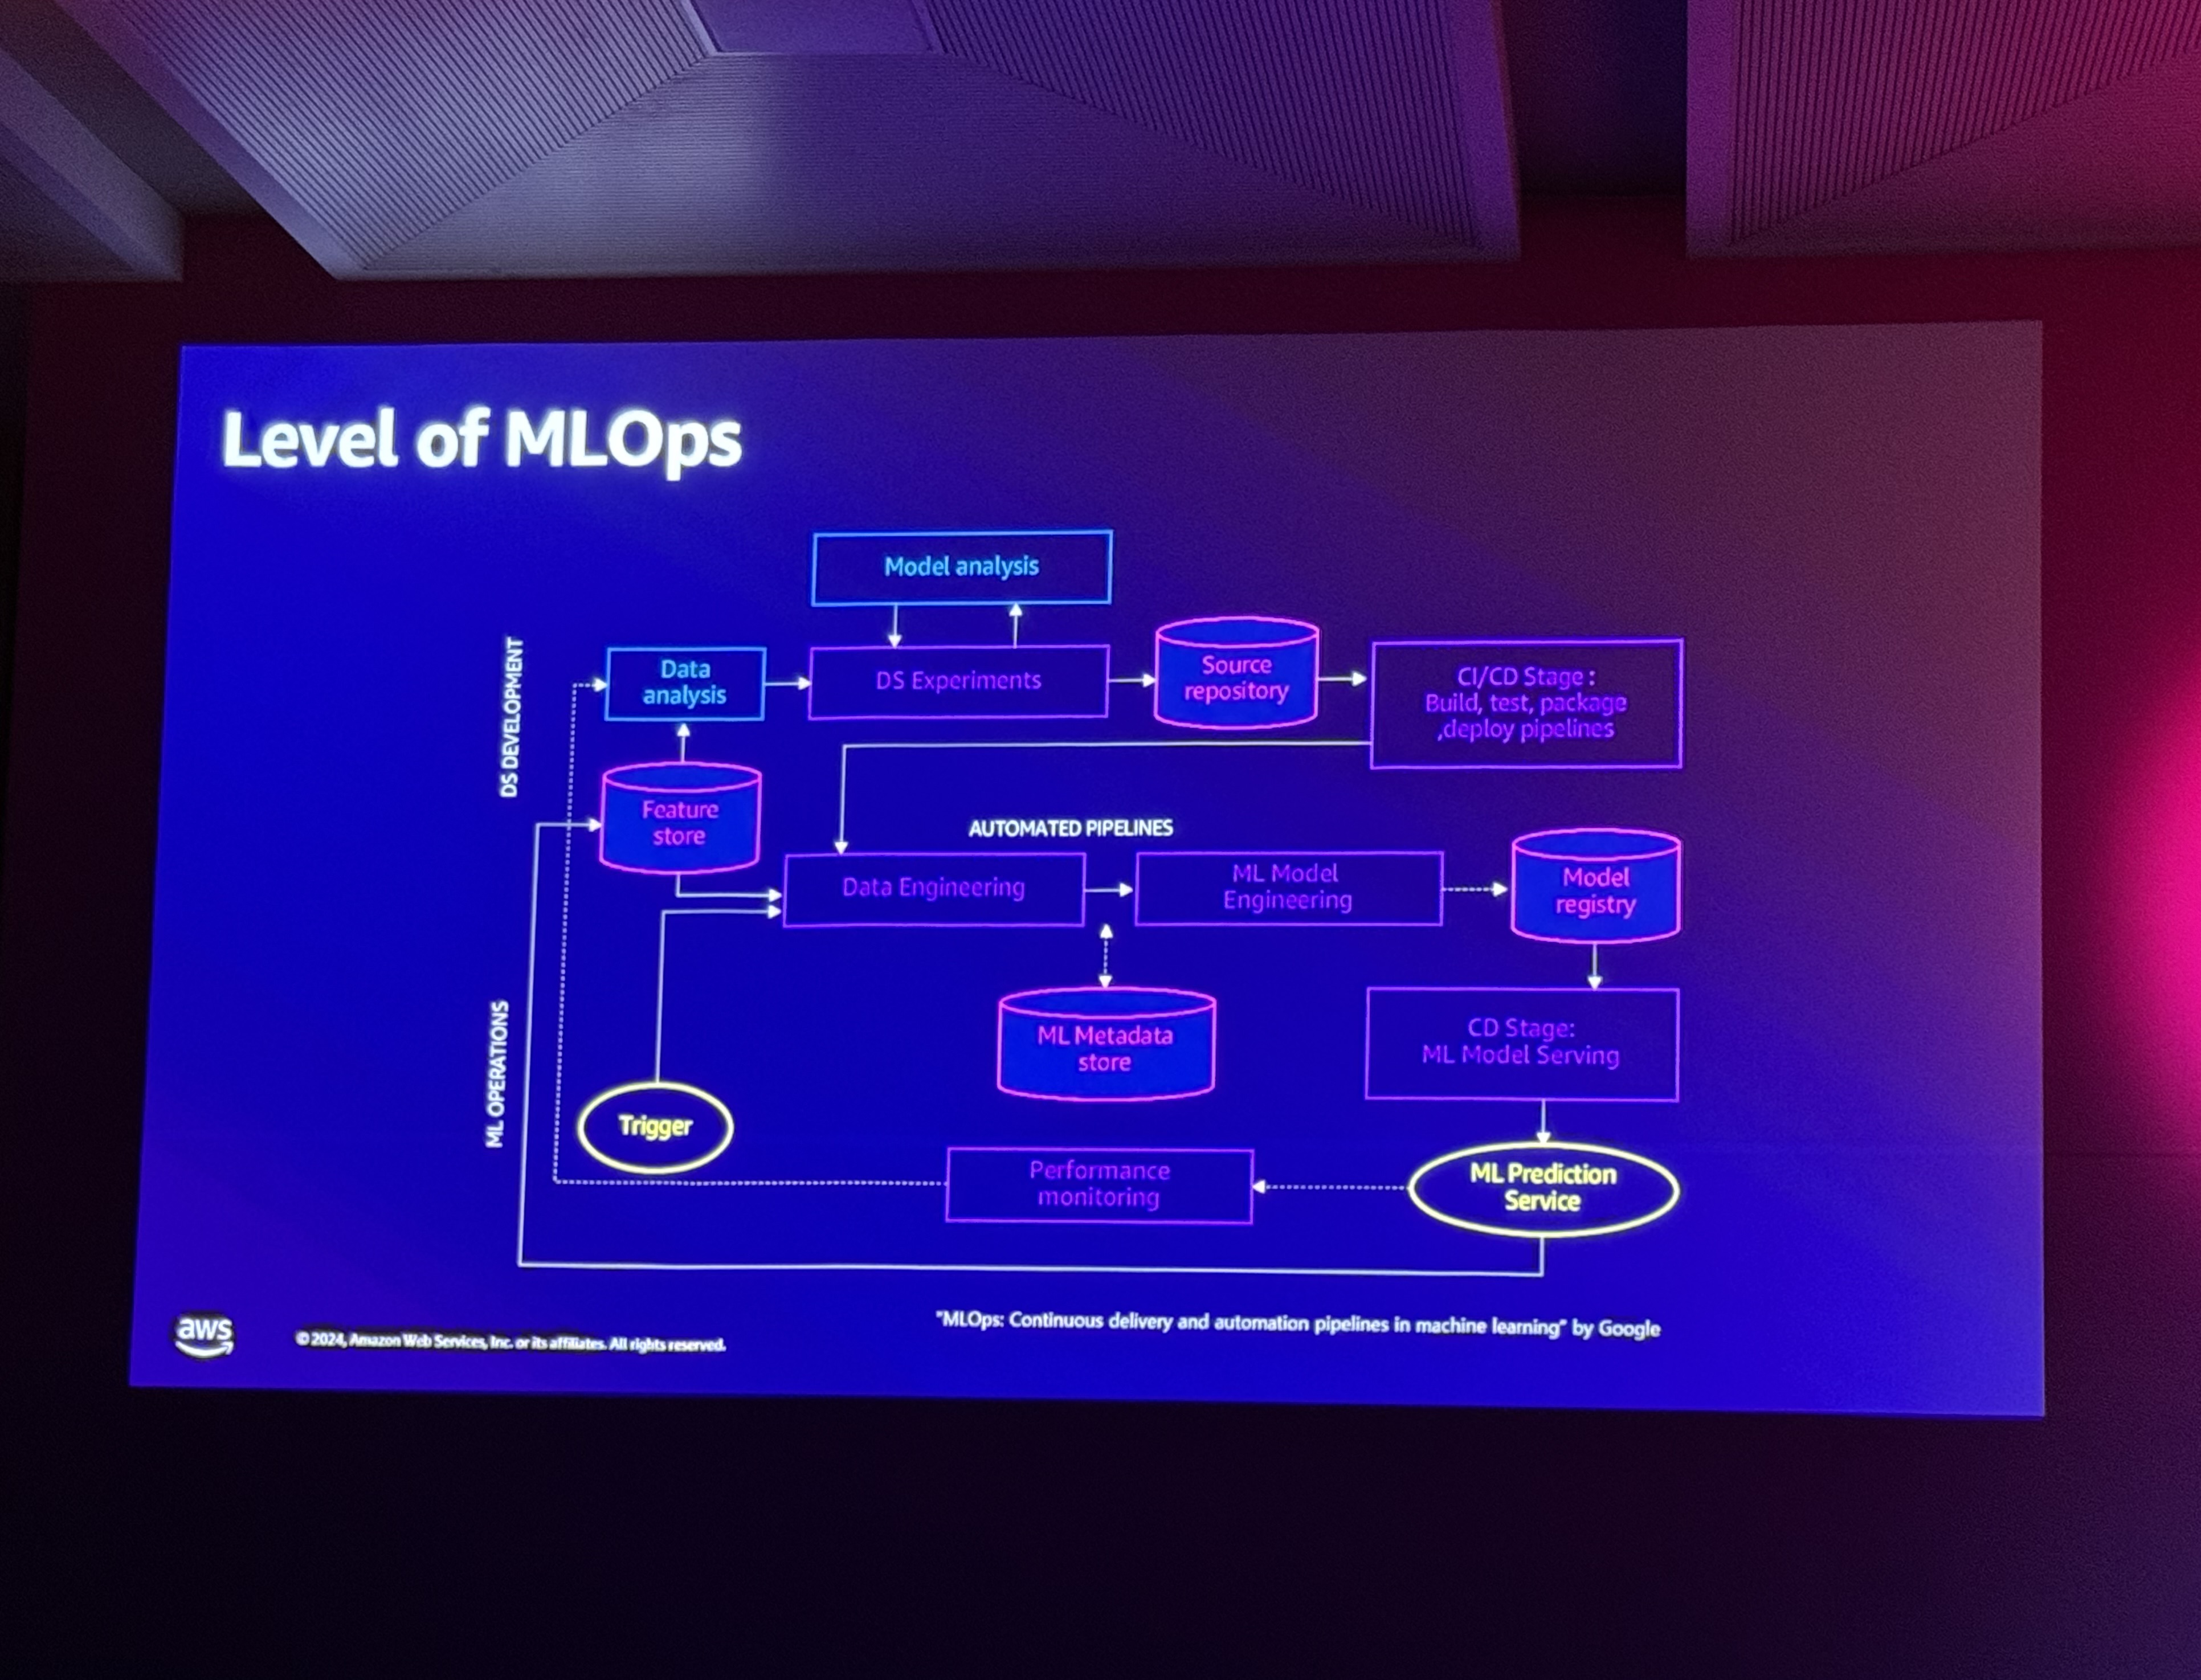 Level of MLOps
Model analysis
DS DEVELOPMENT
Data
analysis
DS Experiments
Source
repository
CI/CD Stage :
Build, test, package
,deploy pipelines
Feature
store
AUTOMATED PIPELINES
Data Engineering
ML Model
Engineering
Model
registry
ML OPERATIONS
ML Metadata
store
CD Stage:
ML Model Serving
Trigger
Performance
monitoring
ML Prediction
Service
"MLOps: Continuous delivery and automation pipelines in machine learning" by Google
aws
© 2024, Amazon Web Services, Inc. or its affiliates. All rights reserved.